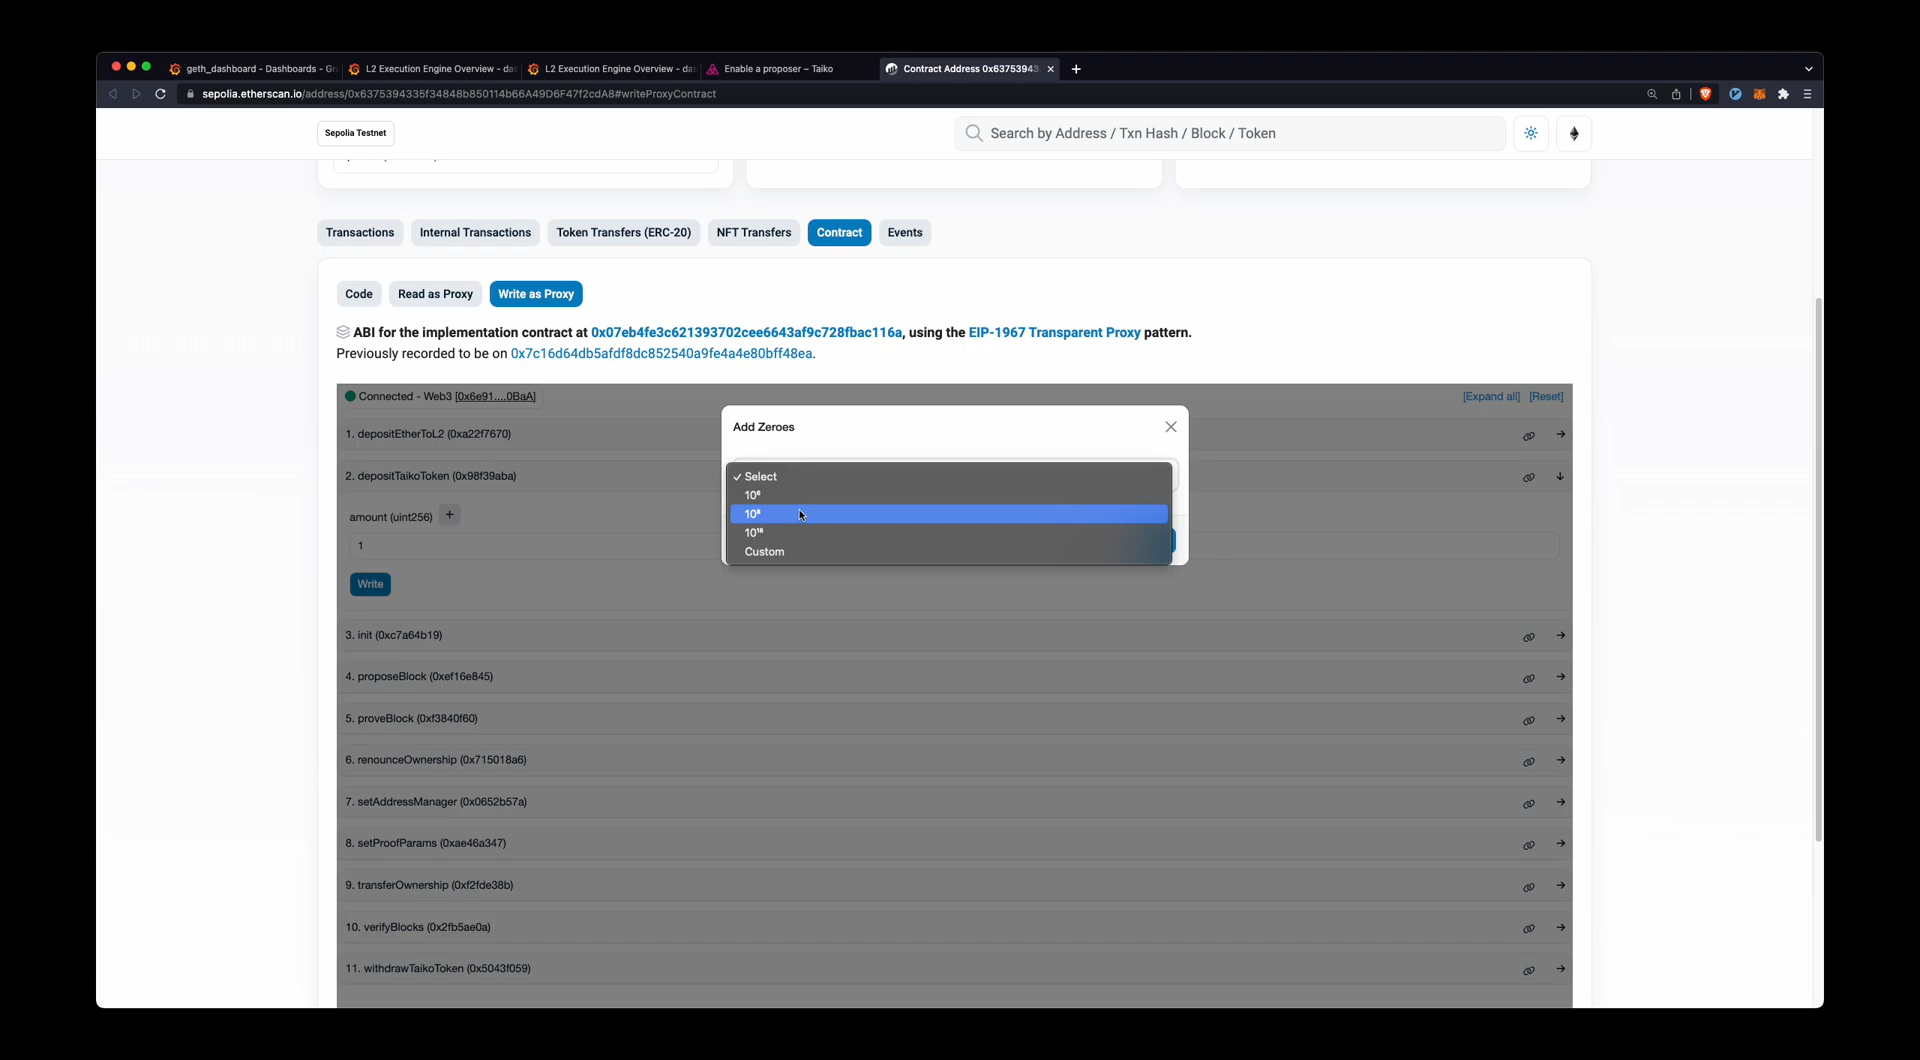 geth_dashboard - Dashboards - Gr
L2 Execution Engine Overview - da
L2 Execution Engine Overview - da
Enable a proposer – Taiko
Contract Address 0x63753943
sepolia.etherscan.io/address/0x6375394335f34848b850114b66A49D6F47f2cdA8#writeProxyContract
Sepolia Testnet
Search by Address / Txn Hash / Block / Token
Transactions
Internal Transactions
Token Transfers (ERC-20)
NFT Transfers
Contract
Events
Code
Read as Proxy
Write as Proxy
ABI for the implementation contract at 0x07eb4fe3c621393702cee6643af9c728fbac116a, using the EIP-1967 Transparent Proxy pattern.
Previously recorded to be on 0x7c16d64db5afdf8dc852540a9fe4a4e80bff48ea.
Connected - Web3 [0x6e91....0BaA]
[Expand all] [Reset]
Add Zeroes
1. depositEtherToL2 (0xa22f7670)
2. depositTaikoToken (0x98f39aba)
✓ Select
10⁶
10⁸
10¹⁸
Custom
amount (uint256) +
1
Write
3. init (0xc7a64b19)
4. proposeBlock (0xef16e845)
5. proveBlock (0xf3840f60)
6. renounceOwnership (0x715018a6)
7. setAddressManager (0x0652b57a)
8. setProofParams (0xae46a347)
9. transferOwnership (0xf2fde38b)
10. verifyBlocks (0x2fb5ae0a)
11. withdrawTaikoToken (0x5043f059)